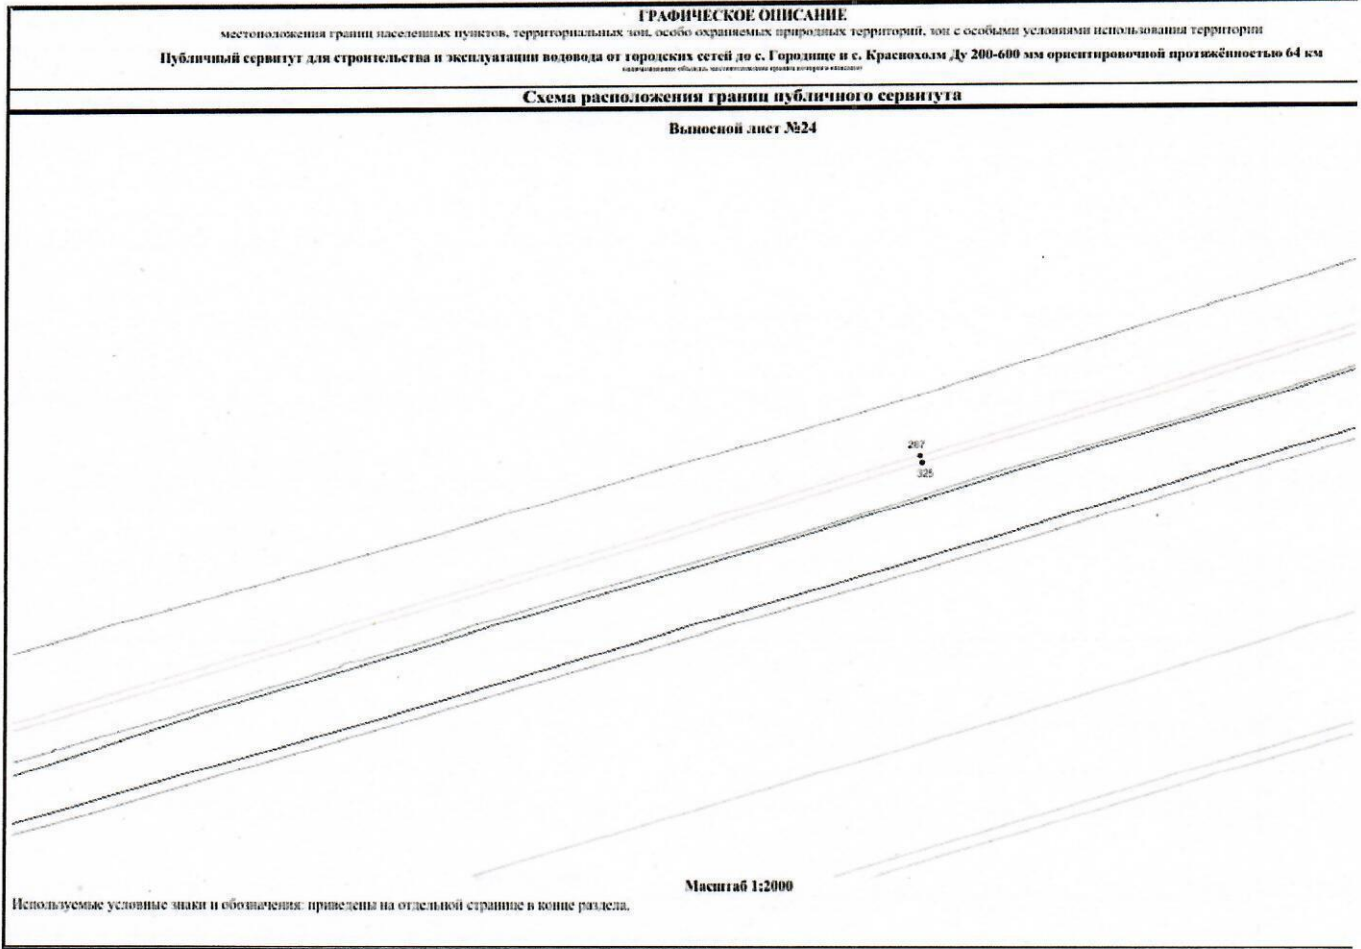 ГРАФИЧЕСКОЕ ОПИСАНИЕ
местоположения границ населенных пунктов, территориальных зон, особо охраняемых природных территорий, зон с особыми условиями использования территории
Публичный сервитут для строительства и эксплуатации водовода от городских сетей до с. Городище и с. Краснохолм Ду 200-600 мм ориентировочной протяжённостью 64 км
Схема расположения границ публичного сервитута
Выносной лист №24
267
325
Масштаб 1:2000
Используемые условные знаки и обозначения: приведены на отдельной странице в конце раздела.